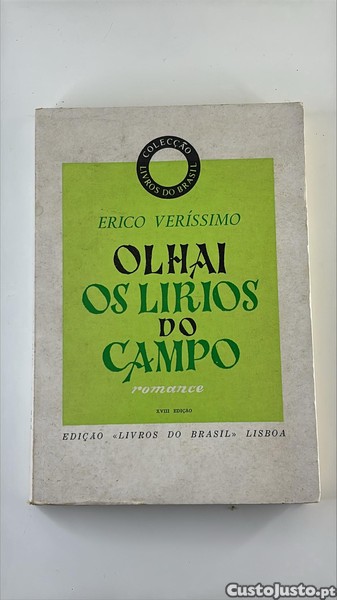 COLECÇÃO
LIVROS DO BRASIL
ERICO VERÍSSIMO
OLHAI
OS LIRIOS
DO
CAMPO
romance
XVIII EDIÇÃO
EDIÇÃO «LIVROS DO BRASIL» LISBOA
CustoJusto.pt